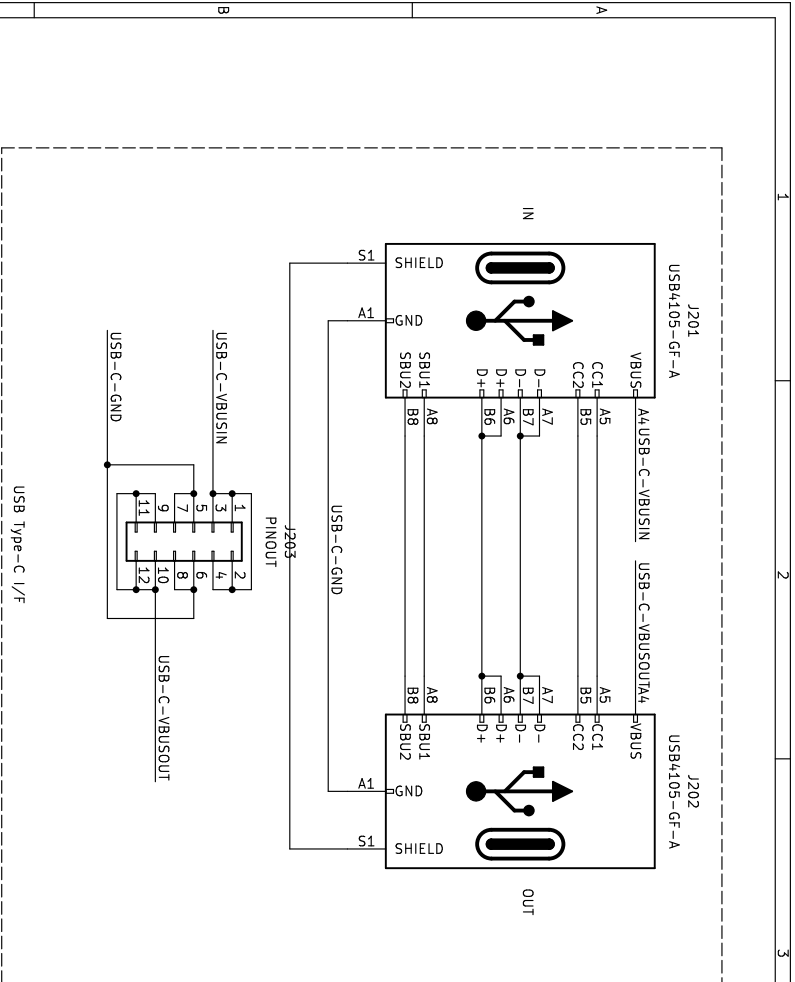 1
2
3
A
B
IN
J201
USB4105-GF-A
SHIELD
GND
VBUS
CC1
CC2
D-
D-
D+
D+
SBU1
SBU2
S1
A1
A4
A5
B5
A7
B7
A6
B6
A8
B8
USB-C-VBUSIN
USB-C-VBUSOUT
USB-C-GND
J202
USB4105-GF-A
OUT
A4
A5
B5
A7
B7
A6
B6
A8
B8
VBUS
CC1
CC2
D-
D-
D+
D+
SBU1
SBU2
A1
GND
S1
SHIELD
J203
PINOUT
USB-C-VBUSIN
USB-C-GND
USB-C-VBUSOUT
1
2
3
4
5
6
7
8
9
10
11
12
USB Type-C I/F